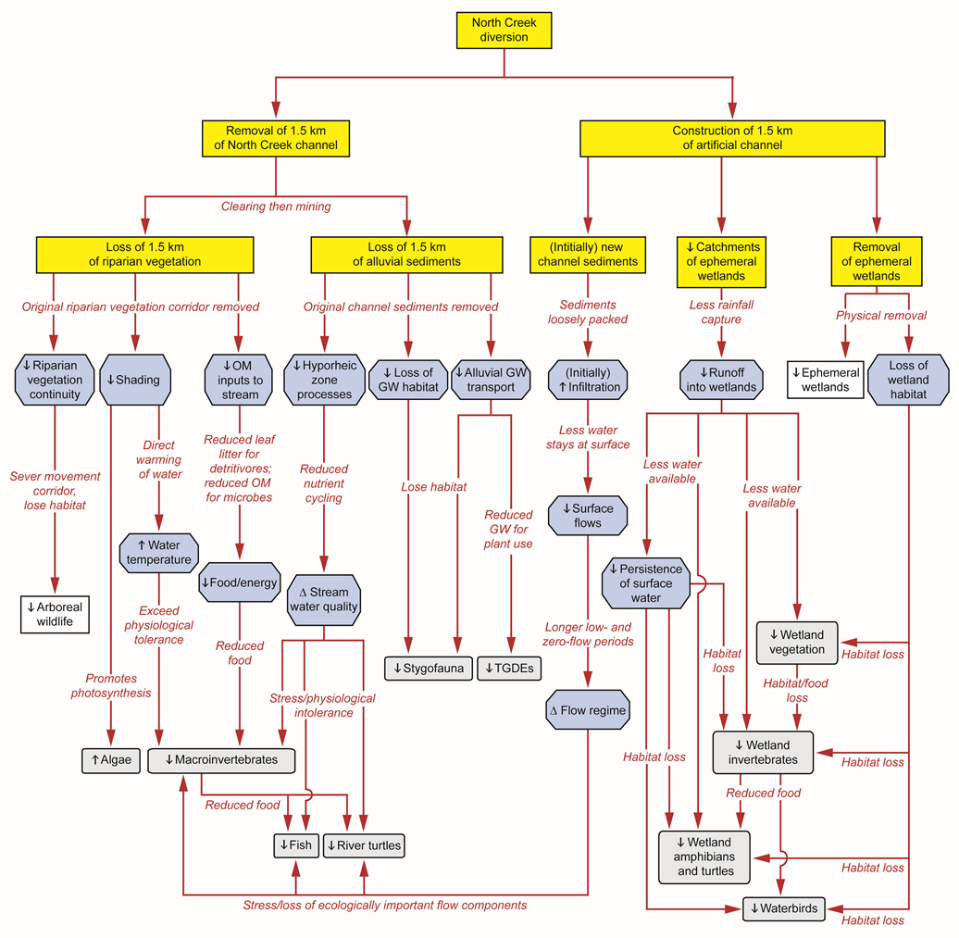 North Creek
diversion
Removal of 1.5 km
of North Creek channel
Construction of 1.5 km
of artificial channel
Clearing then mining
Loss of 1.5 km
of riparian vegetation
Loss of 1.5 km
of alluvial sediments
(Intitially) new
channel sediments
↓ Catchments
of ephemeral
wetlands
Removal
of ephemeral
wetlands
Original riparian vegetation corridor removed
Original channel sediments removed
Sediments
loosely packed
Less rainfall
capture
Physical removal
↓ Riparian
vegetation
continuity
↓ Shading
↓ OM
inputs to
stream
↓ Hyporheic
zone
processes
↓ Loss of
GW habitat
↓ Alluvial GW
transport
(Initially)
↑ Infiltration
↓ Runoff
into wetlands
↓ Ephemeral
wetlands
Loss of
wetland
habitat
Sever movement
corridor,
lose habitat
Direct
warming
of water
Reduced leaf
litter for
detritivores;
reduced OM
for microbes
Reduced
nutrient
cycling
Lose habitat
Reduced
GW for
plant use
Less water
stays at surface
Less water
available
Less water
available
↓ Surface
flows
↑ Water
temperature
↓ Food/energy
Δ Stream
water quality
↓ Persistence
of surface
water
↓ Arboreal
wildlife
Exceed
physiological
tolerance
Reduced
food
Longer low- and
zero-flow periods
↓ Wetland
vegetation
Habitat loss
Habitat
loss
↓ Stygofauna
↓ TGDEs
Promotes
photosynthesis
Stress/physiological
intolerance
Habitat/food
loss
Δ Flow regime
↑ Algae
↓ Macroinvertebrates
↓ Wetland
invertebrates
Habitat loss
Habitat loss
Reduced food
Reduced food
↓ Fish
↓ River turtles
↓ Wetland
amphibians
and turtles
Habitat loss
Stress/loss of ecologically important flow components
↓ Waterbirds
Habitat loss